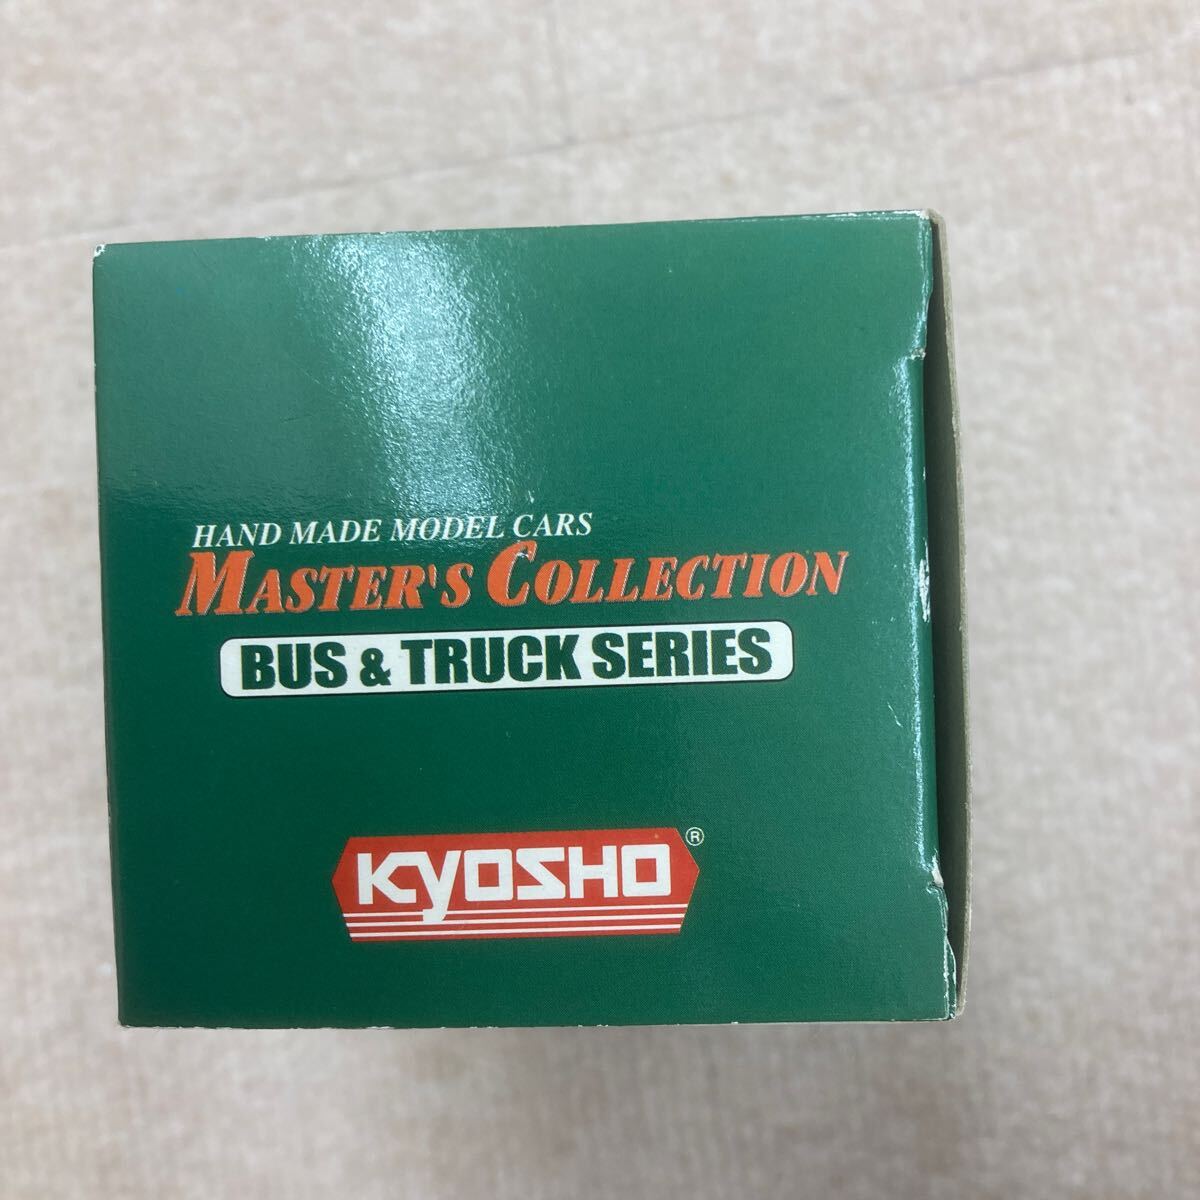 HAND MADE MODEL CARS
MASTER'S COLLECTION
BUS & TRUCK SERIES
KYOSHO®